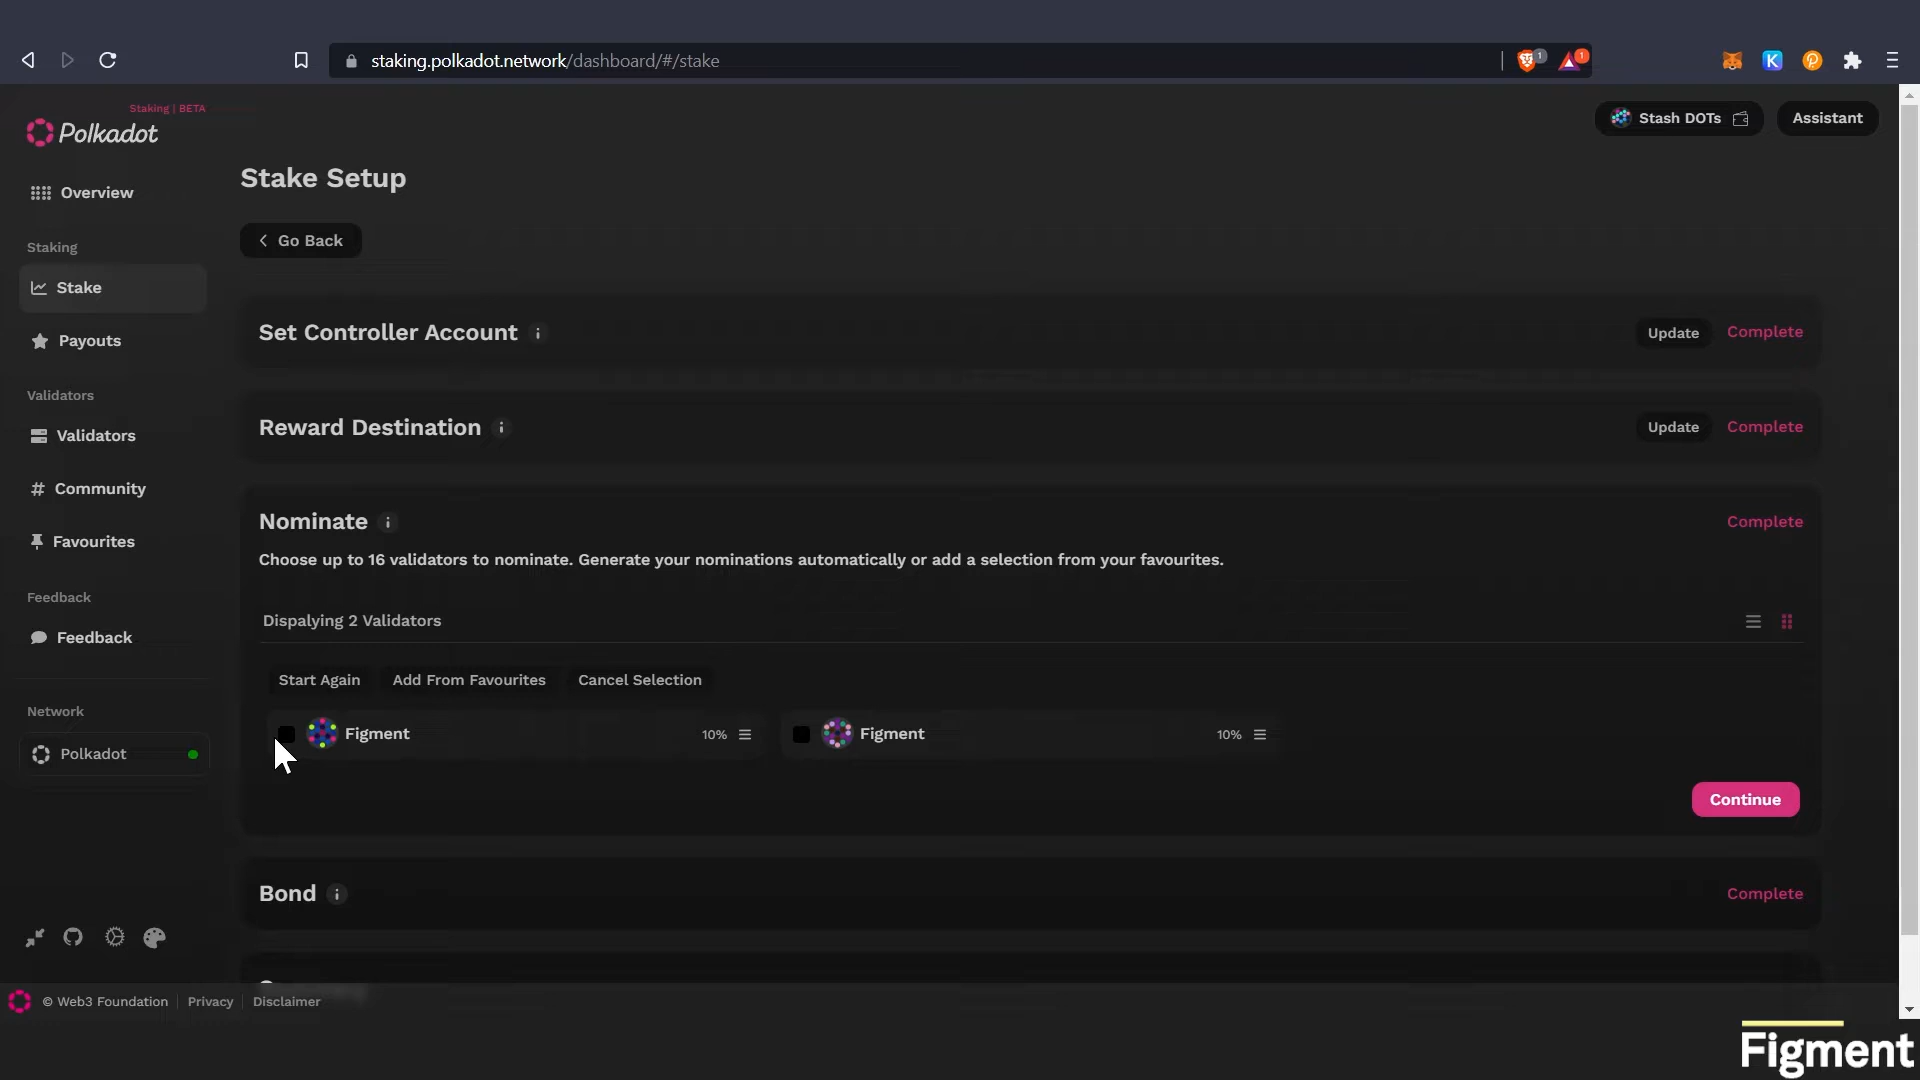 staking.polkadot.network/dashboard/#/stake
1
1
Staking | BETA
Polkadot
Stash DOTs
Assistant
Stake Setup
Overview
Go Back
Staking
Stake
Payouts
Set Controller Account
Update
Complete
Validators
Validators
Community
Favourites
Reward Destination
Update
Complete
Nominate
Complete
Choose up to 16 validators to nominate. Generate your nominations automatically or add a selection from your favourites.
Feedback
Feedback
Dispalying 2 Validators
Start Again
Add From Favourites
Cancel Selection
Network
Polkadot
Figment
10%
Figment
10%
Continue
Bond
Complete
© Web3 Foundation
Privacy
Disclaimer
Figment